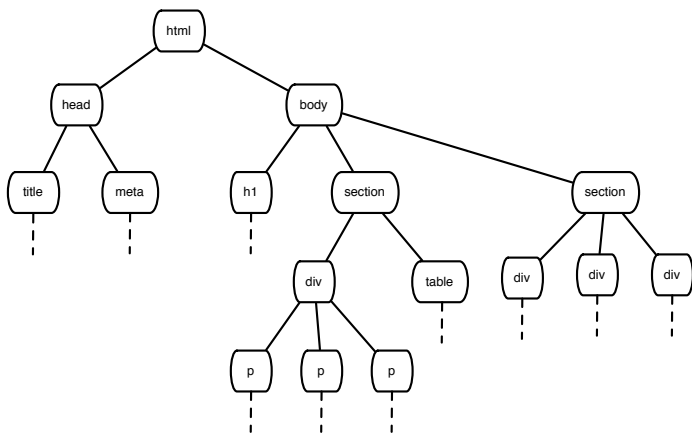 html
head
body
title
meta
h1
section
section
div
table
div
div
div
p
p
p